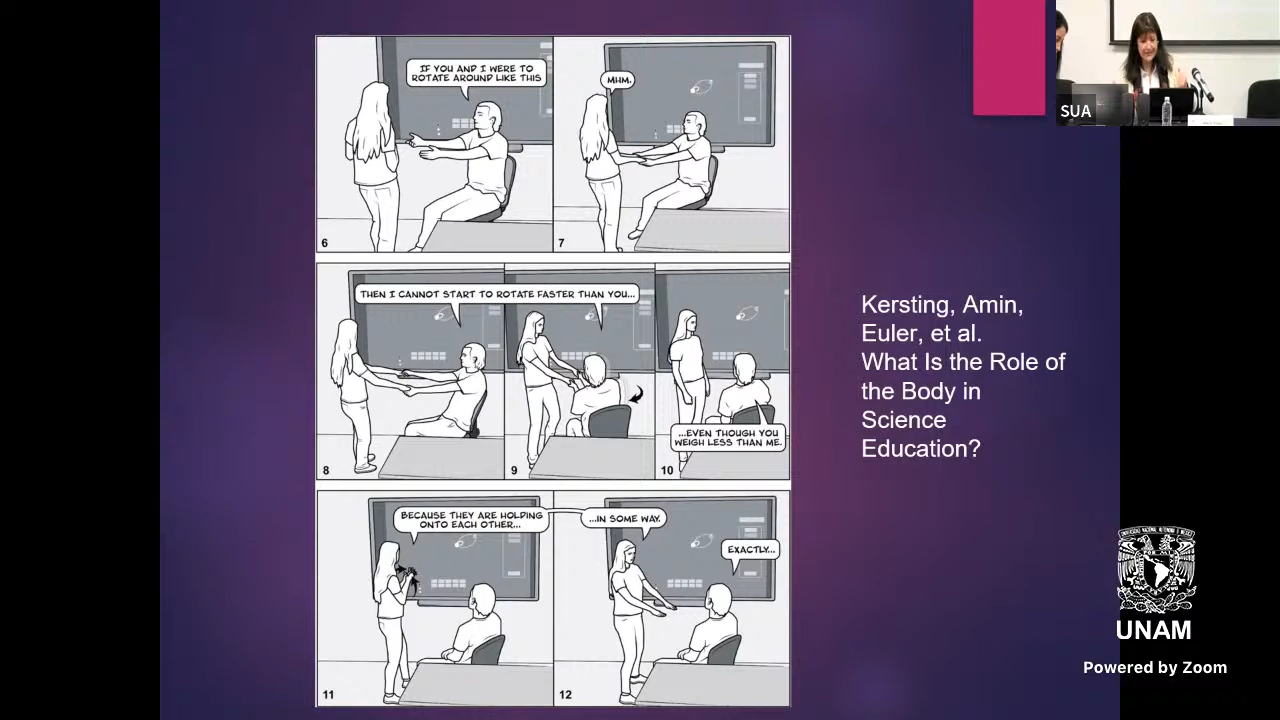 IF YOU AND I WERE TO
ROTATE AROUND LIKE THIS
6
MHM.
7
THEN I CANNOT START TO ROTATE FASTER THAN YOU...
8
9
...EVEN THOUGH YOU
WEIGH LESS THAN ME.
10
BECAUSE THEY ARE HOLDING
ONTO EACH OTHER...
11
...IN SOME WAY.
EXACTLY...
12
Kersting, Amin,
Euler, et al.
What Is the Role of
the Body in
Science
Education?
SUA
UNAM
Powered by Zoom